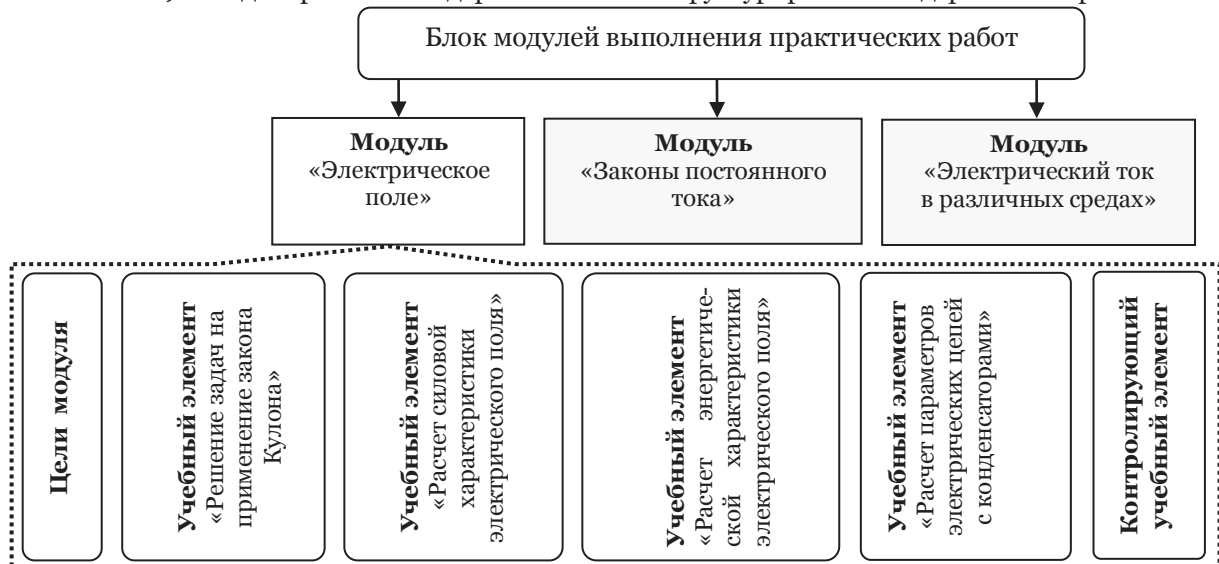 Блок модулей выполнения практических работ
Модуль
«Электрическое
поле»
Модуль
«Законы постоянного
тока»
Модуль
«Электрический ток
в различных средах»
Цели модуля
Учебный элемент
«Решение задач на
применение закона
Кулона»
Учебный элемент
«Расчет силовой
характеристики
электрического поля»
Учебный элемент
«Расчет энергетиче-
ской характеристики
электрического поля»
Учебный элемент
«Расчет параметров
электрических цепей
с конденсаторами»
Контролирующий
учебный элемент